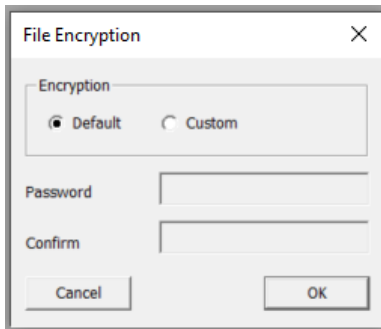 File Encryption
Encryption
Default Custom
Password
Confirm
Cancel OK